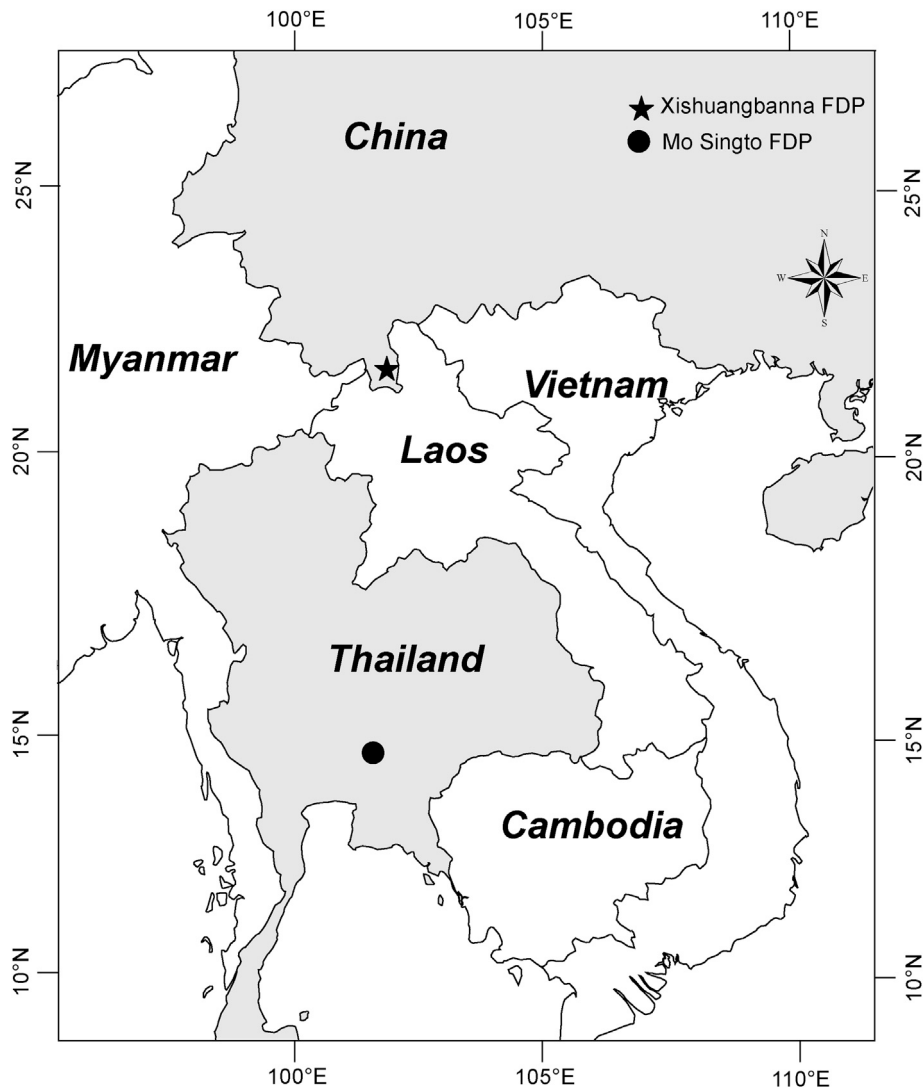 100°E
105°E
110°E
Xishuangbanna FDP
Mo Singto FDP
China
25°N
25°N
N
W
E
S
Myanmar
Vietnam
20°N
Laos
20°N
Thailand
15°N
15°N
Cambodia
10°N
10°N
100°E
105°E
110°E